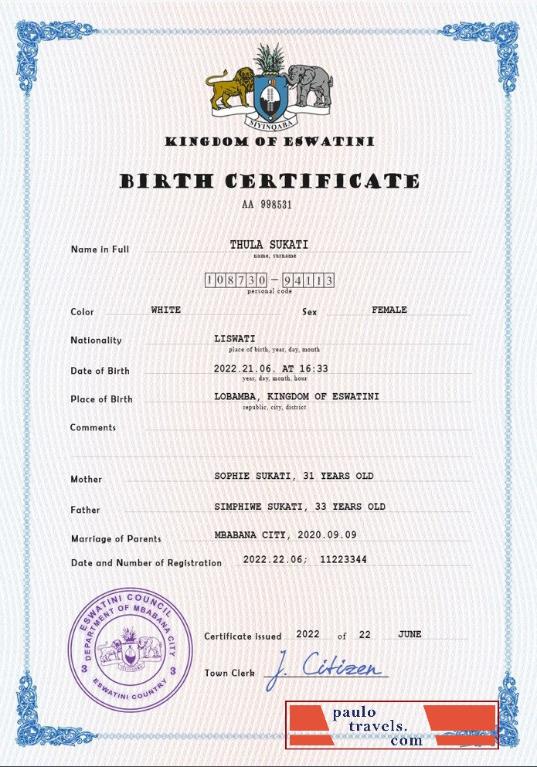 SIYINQABA
KINGDOM OF ESWATINI
BIRTH CERTIFICATE
AA 998531
Name in Full THULA SUKATI
name, surname
108730-94113
personal code
Color WHITE Sex FEMALE
Nationality LISWATI
place of birth, year, day, month
Date of Birth 2022.21.06. AT 16:33
year, day, month, hour
Place of Birth LOBAMBA, KINGDOM OF ESWATINI
republic, city, district
Comments
Mother SOPHIE SUKATI, 31 YEARS OLD
Father SIMPHIWE SUKATI, 33 YEARS OLD
Marriage of Parents MBABANA CITY, 2020.09.09
Date and Number of Registration 2022.22.06; 11223344
ESWATINI COUNCIL
DEPARTMENT OF MBABANA CITY
3 3
ESWATINI COUNTRY
Certificate issued 2022 of 22 JUNE
Town Clerk J. Citizen
paulo
travels.
com